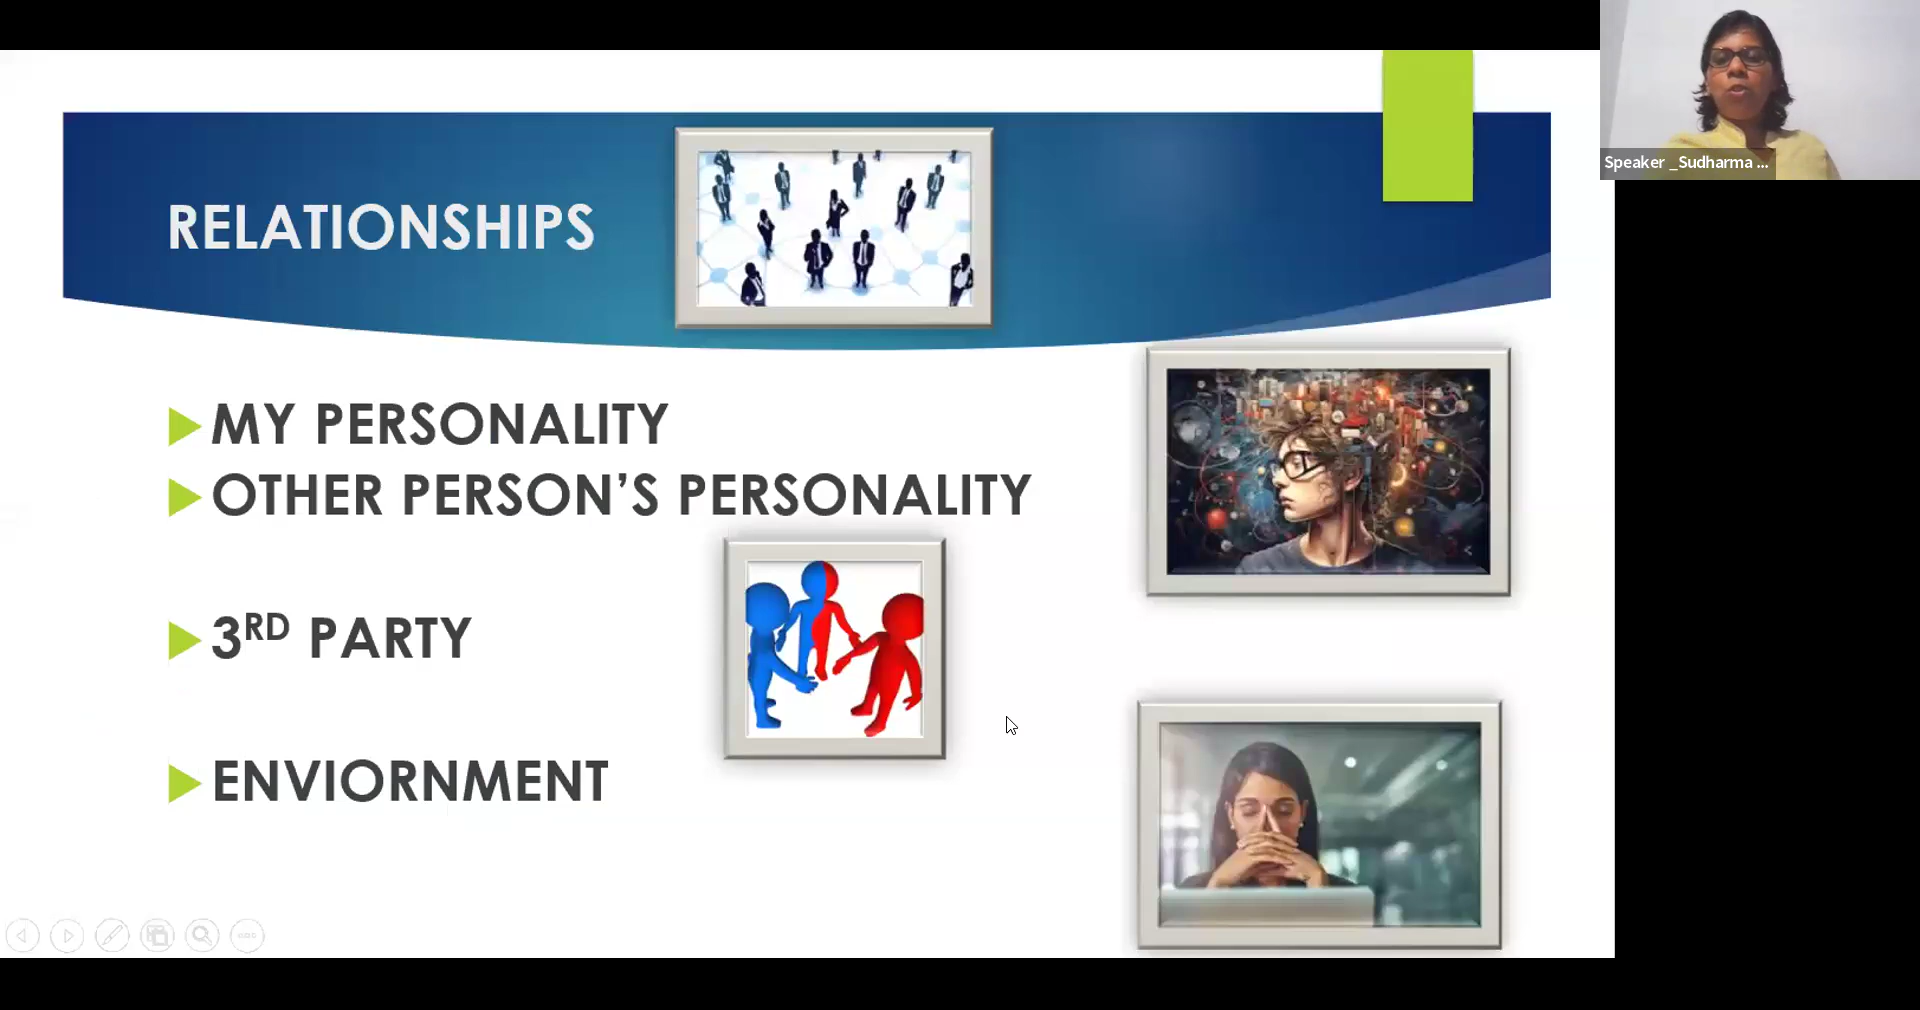 RELATIONSHIPS
MY PERSONALITY
OTHER PERSON’S PERSONALITY
3RD PARTY
ENVIORNMENT
Speaker _Sudharma ...